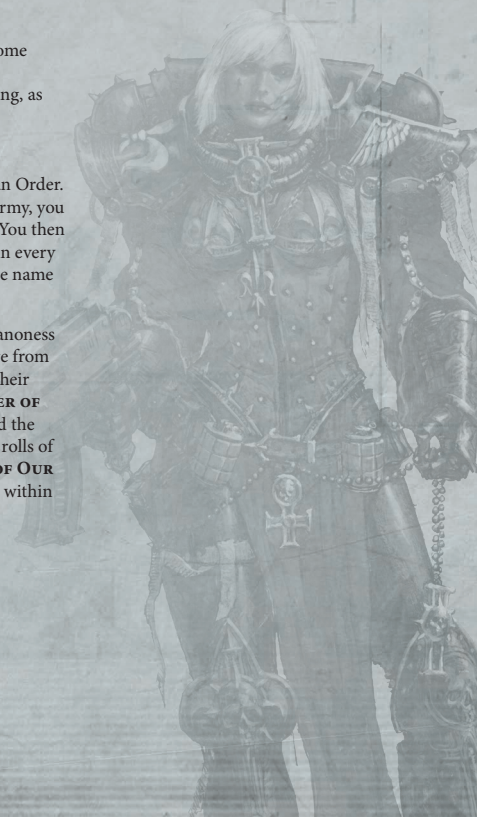 ome
ng, as
n Order.
rmy, you
You then
n every
e name
anoness
e from
heir
ER OF
d the
rolls of
OF OUR
within